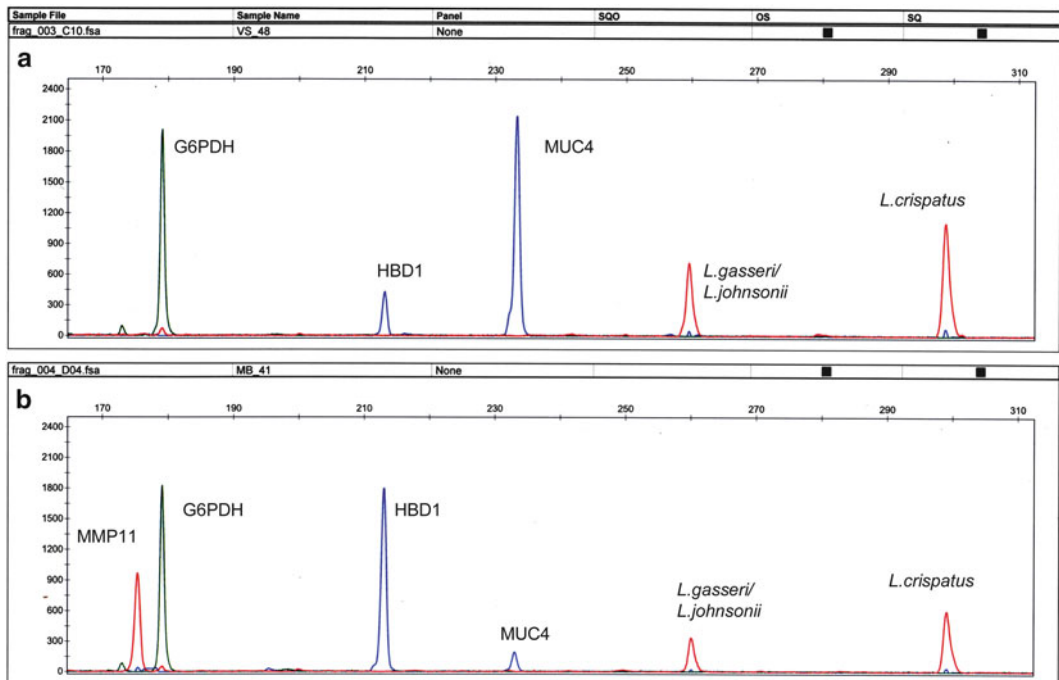 Sample File Sample Name Panel SQO OS SQ
frag_003_C10.fsa VS_48 None
a
170 190 213 230 250 270 290 310
2400
2100
G6PDH MUC4
1800
1500
L.crispatus
1200
900
HBD1 L.gasseri/
L.johnsonii
600
300
0
frag_004_D04.fsa MB_41 None
b
170 190 213 230 250 270 290 310
2400
2100
1800
G6PDH HBD1
1500
MMP11
1200
900
L.gasseri/ L.crispatus
L.johnsonii
600
MUC4
300
0